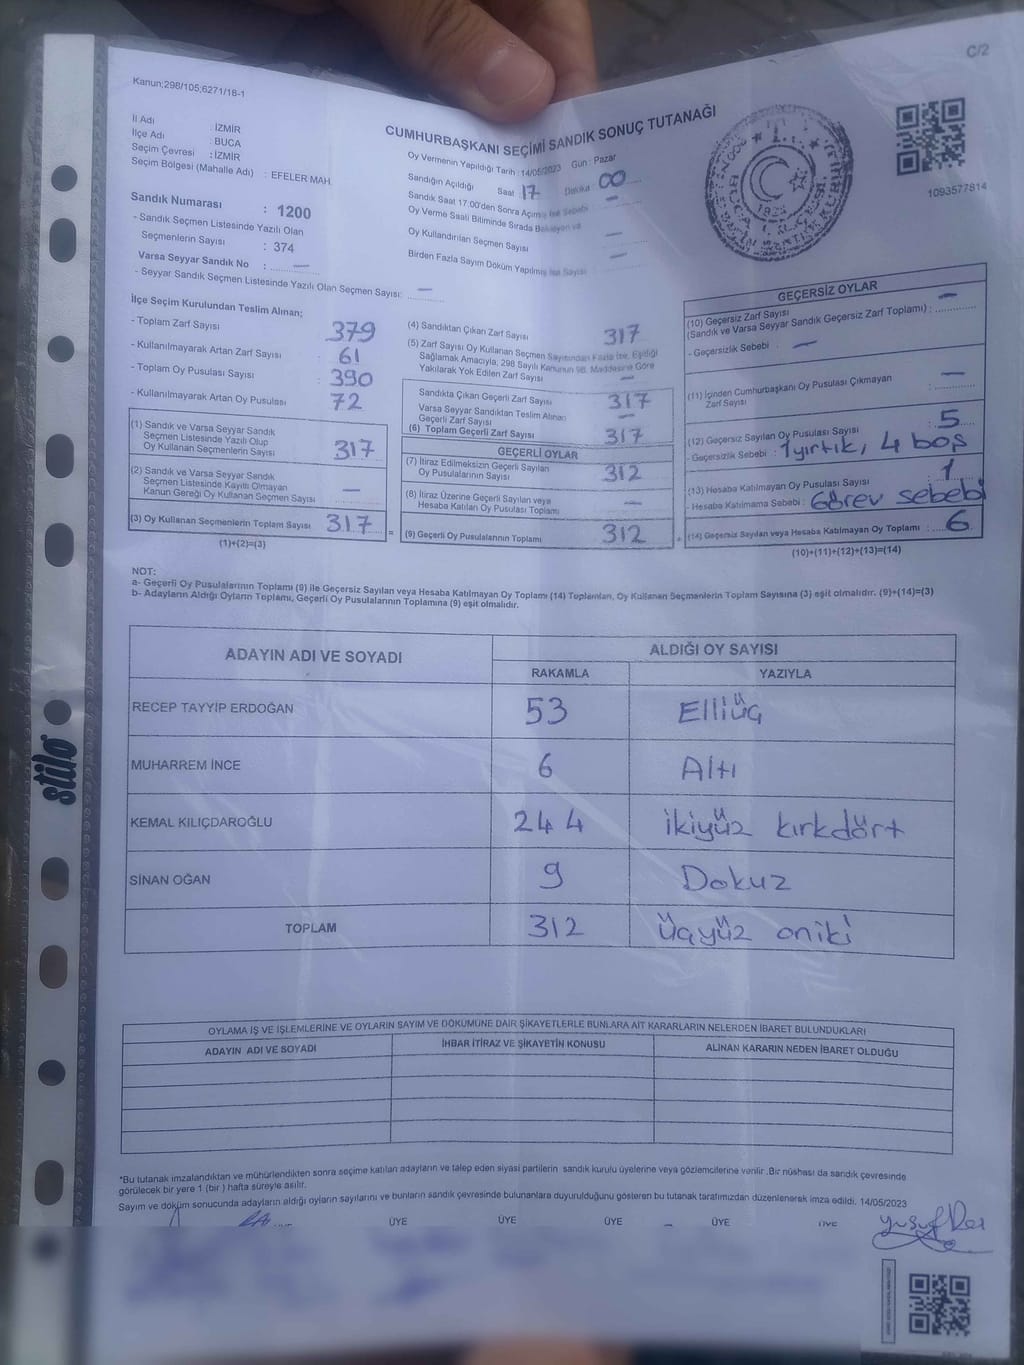 C/2
Kanun:298/105;6271/18-1
1093577814
İl Adı : İZMİR
İlçe Adı : BUCA
Seçim Çevresi : İZMİR
Seçim Bölgesi (Mahalle Adı) : EFELER MAH.
Sandık Numarası : 1200
- Sandık Seçmen Listesinde Yazılı Olan
Seçmenlerin Sayısı : 374
Varsa Seyyar Sandık No : —
- Seyyar Sandık Seçmen Listesinde Yazılı Olan Seçmen Sayısı: —
CUMHURBAŞKANI SEÇİMİ SANDIK SONUÇ TUTANAĞI
Oy Vermenin Yapıldığı Tarih : 14/05/2023 Gün : Pazar
Sandığın Açıldığı Saat 17 Dakika : 00
Sandık Saat 17.00'den Sonra Açılmış İse Sebebi —
Oy Verme Saati Bitiminde Sırada Bekleyen ve
Oy Kullandırılan Seçmen Sayısı —
Birden Fazla Sayım Döküm Yapılmış İse Sayısı : —
İlçe Seçim Kurulundan Teslim Alınan;
- Toplam Zarf Sayısı 379
- Kullanılmayarak Artan Zarf Sayısı : 61
- Toplam Oy Pusulası Sayısı : 390
- Kullanılmayarak Artan Oy Pusulası 72
(1) Sandık ve Varsa Seyyar Sandık
Seçmen Listesinde Yazılı Olup
Oy Kullanan Seçmenlerin Sayısı : 317
(2) Sandık ve Varsa Seyyar Sandık
Seçmen Listesinde Kayıtlı Olmayan
Kanun Gereği Oy Kullanan Seçmen Sayısı —
(3) Oy Kullanan Seçmenlerin Toplam Sayısı 317 =
(1)+(2)=(3)
(4) Sandıktan Çıkan Zarf Sayısı 317
(5) Zarf Sayısı Oy Kullanan Seçmen Sayısından Fazla İse, Eşitliği
Sağlamak Amacıyla, 298 Sayılı Kanunun 98. Maddesine Göre
Yakılarak Yok Edilen Zarf Sayısı —
Sandıkta Çıkan Geçerli Zarf Sayısı 317
Varsa Seyyar Sandıktan Teslim Alınan
Geçerli Zarf Sayısı —
(6) Toplam Geçerli Zarf Sayısı 317
GEÇERLİ OYLAR
(7) İtiraz Edilmeksizin Geçerli Sayılan
Oy Pusulalarının Sayısı 312
(8) İtiraz Üzerine Geçerli Sayılan veya
Hesaba Katılan Oy Pusulası Toplamı —
(9) Geçerli Oy Pusulalarının Toplamı 312 +
GEÇERSİZ OYLAR
(10) Geçersiz Zarf Sayısı —
(Sandık ve Varsa Seyyar Sandık Geçersiz Zarf Toplamı) :
- Geçersizlik Sebebi : —
(11) İçinden Cumhurbaşkanı Oy Pusulası Çıkmayan
Zarf Sayısı : —
(12) Geçersiz Sayılan Oy Pusulası Sayısı : 5
- Geçersizlik Sebebi : 1 yırtık, 4 boş
(13) Hesaba Katılmayan Oy Pusulası Sayısı : 1
- Hesaba Katılmama Sebebi : Görev sebebi
(14) Geçersiz Sayılan veya Hesaba Katılmayan Oy Toplamı : 6
(10)+(11)+(12)+(13)=(14)
NOT:
a- Geçerli Oy Pusulalarının Toplamı (9) ile Geçersiz Sayılan veya Hesaba Katılmayan Oy Toplamı (14) Toplamları, Oy Kullanan Seçmenlerin Toplam Sayısına (3) eşit olmalıdır. (9)+(14)=(3)
b- Adayların Aldığı Oyların Toplamı, Geçerli Oy Pusulalarının Toplamına (9) eşit olmalıdır.
ADAYIN ADI VE SOYADI ALDIĞI OY SAYISI
RAKAMLA YAZIYLA
RECEP TAYYİP ERDOĞAN 53 Elliüç
MUHARREM İNCE 6 Altı
KEMAL KILIÇDAROĞLU 244 ikiyüz kırkdört
SİNAN OĞAN 9 Dokuz
TOPLAM 312 üçyüz oniki
OYLAMA İŞ VE İŞLEMLERİNE VE OYLARIN SAYIM VE DÖKÜMÜNE DAİR ŞİKAYETLERLE BUNLARA AİT KARARLARIN NELERDEN İBARET BULUNDUKLARI
ADAYIN ADI VE SOYADI İHBAR İTİRAZ VE ŞİKAYETİN KONUSU ALINAN KARARIN NEDEN İBARET OLDUĞU
*Bu tutanak imzalandıktan ve mühürlendikten sonra seçime katılan adayların ve talep eden siyasi partilerin sandık kurulu üyelerine veya gözlemcilerine verilir .Bir nüshası da sandık çevresinde
görülecek bir yere 1 (bir ) hafta süreyle asılır.
Sayım ve döküm sonucunda adayların aldığı oyların sayılarını ve bunların sandık çevresinde bulunanlara duyurulduğunu gösteren bu tutanak tarafımızdan düzenlenerek imza edildi. 14/05/2023
ÜYE ÜYE ÜYE ÜYE ÜYE
stilo